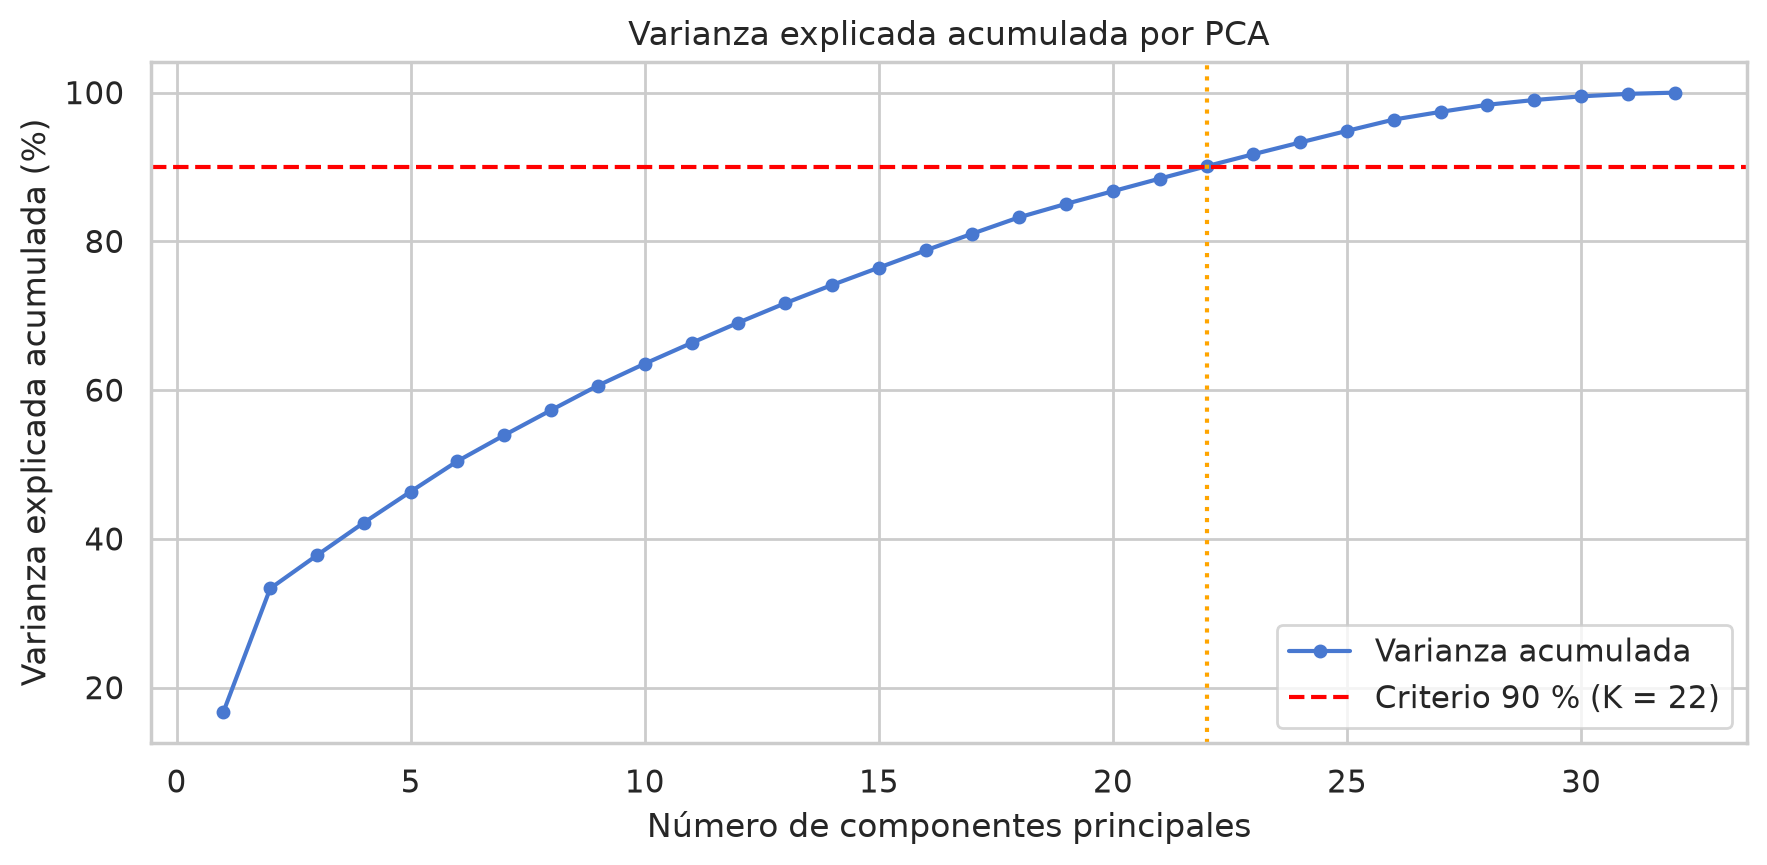 Varianza explicada acumulada por PCA
Varianza explicada acumulada (%)
100
80
60
40
20
Varianza acumulada
Criterio 90 % (K = 22)
0 5 10 15 20 25 30
Número de componentes principales